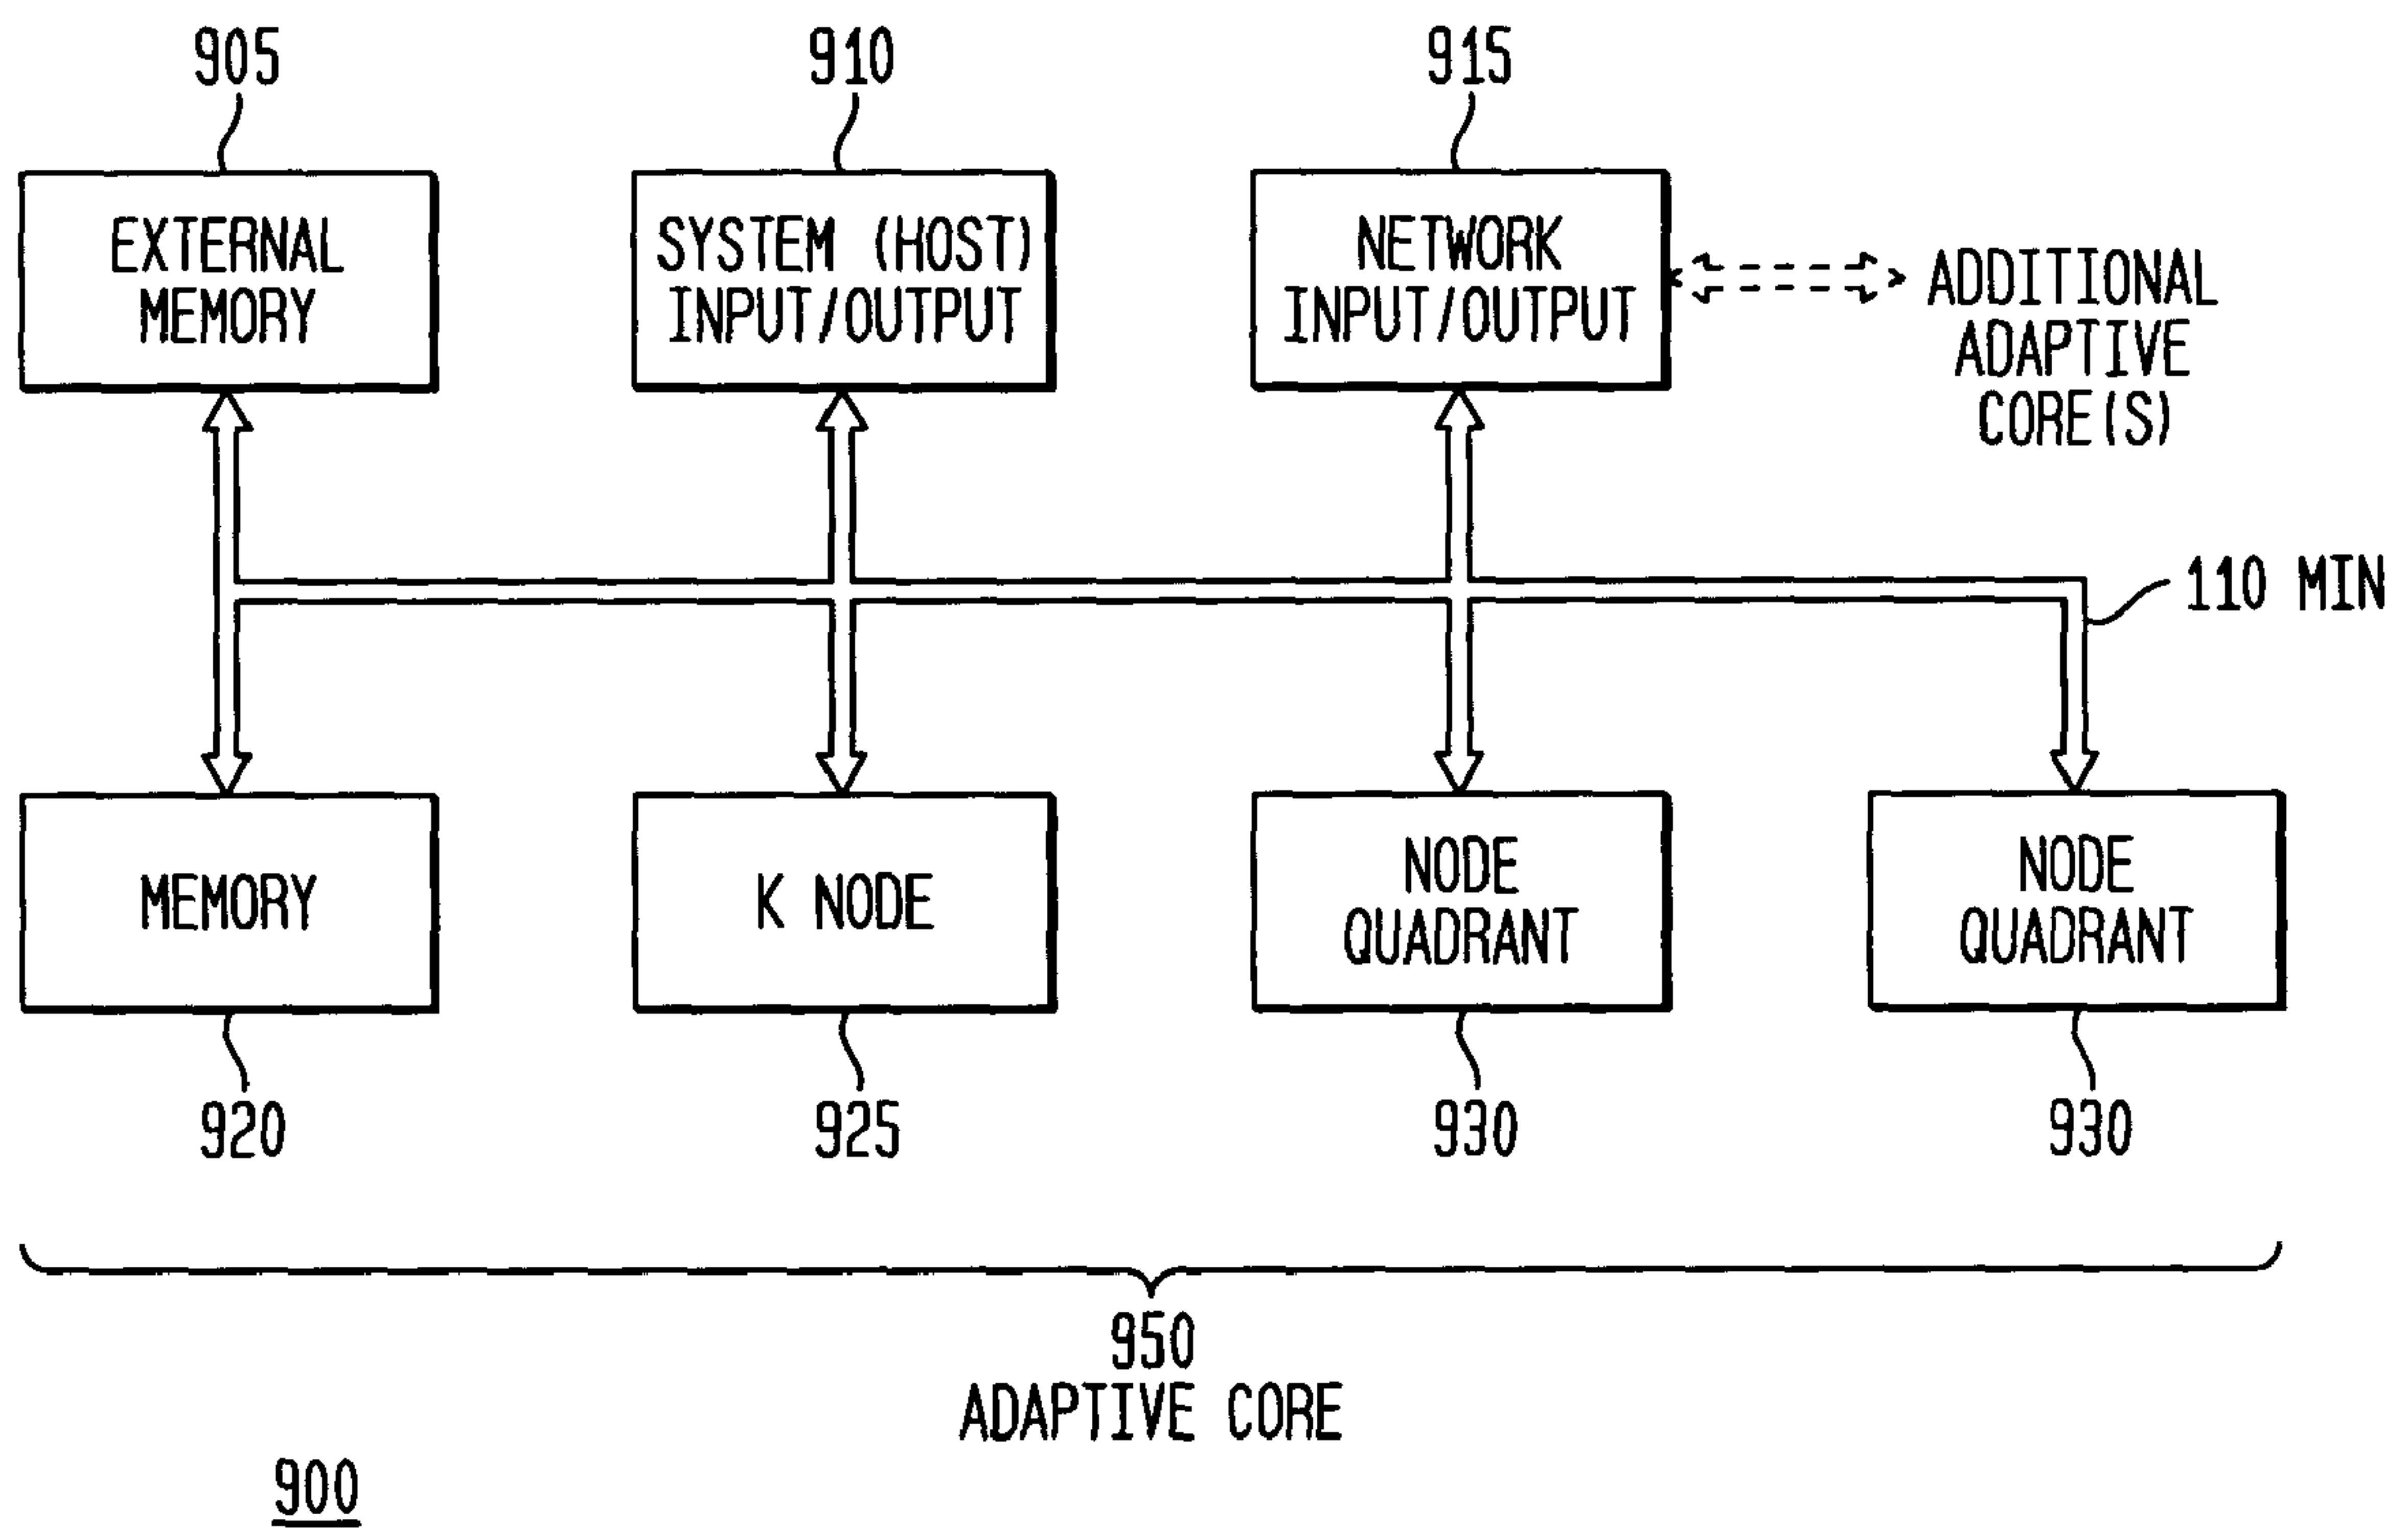 905
910
915
EXTERNAL
MEMORY
SYSTEM (HOST)
INPUT/OUTPUT
NETWORK
INPUT/OUTPUT
ADDITIONAL
ADAPTIVE
CORE(S)
110 MIN
MEMORY
K NODE
NODE
QUADRANT
NODE
QUADRANT
920
925
930
930
950
ADAPTIVE CORE
900